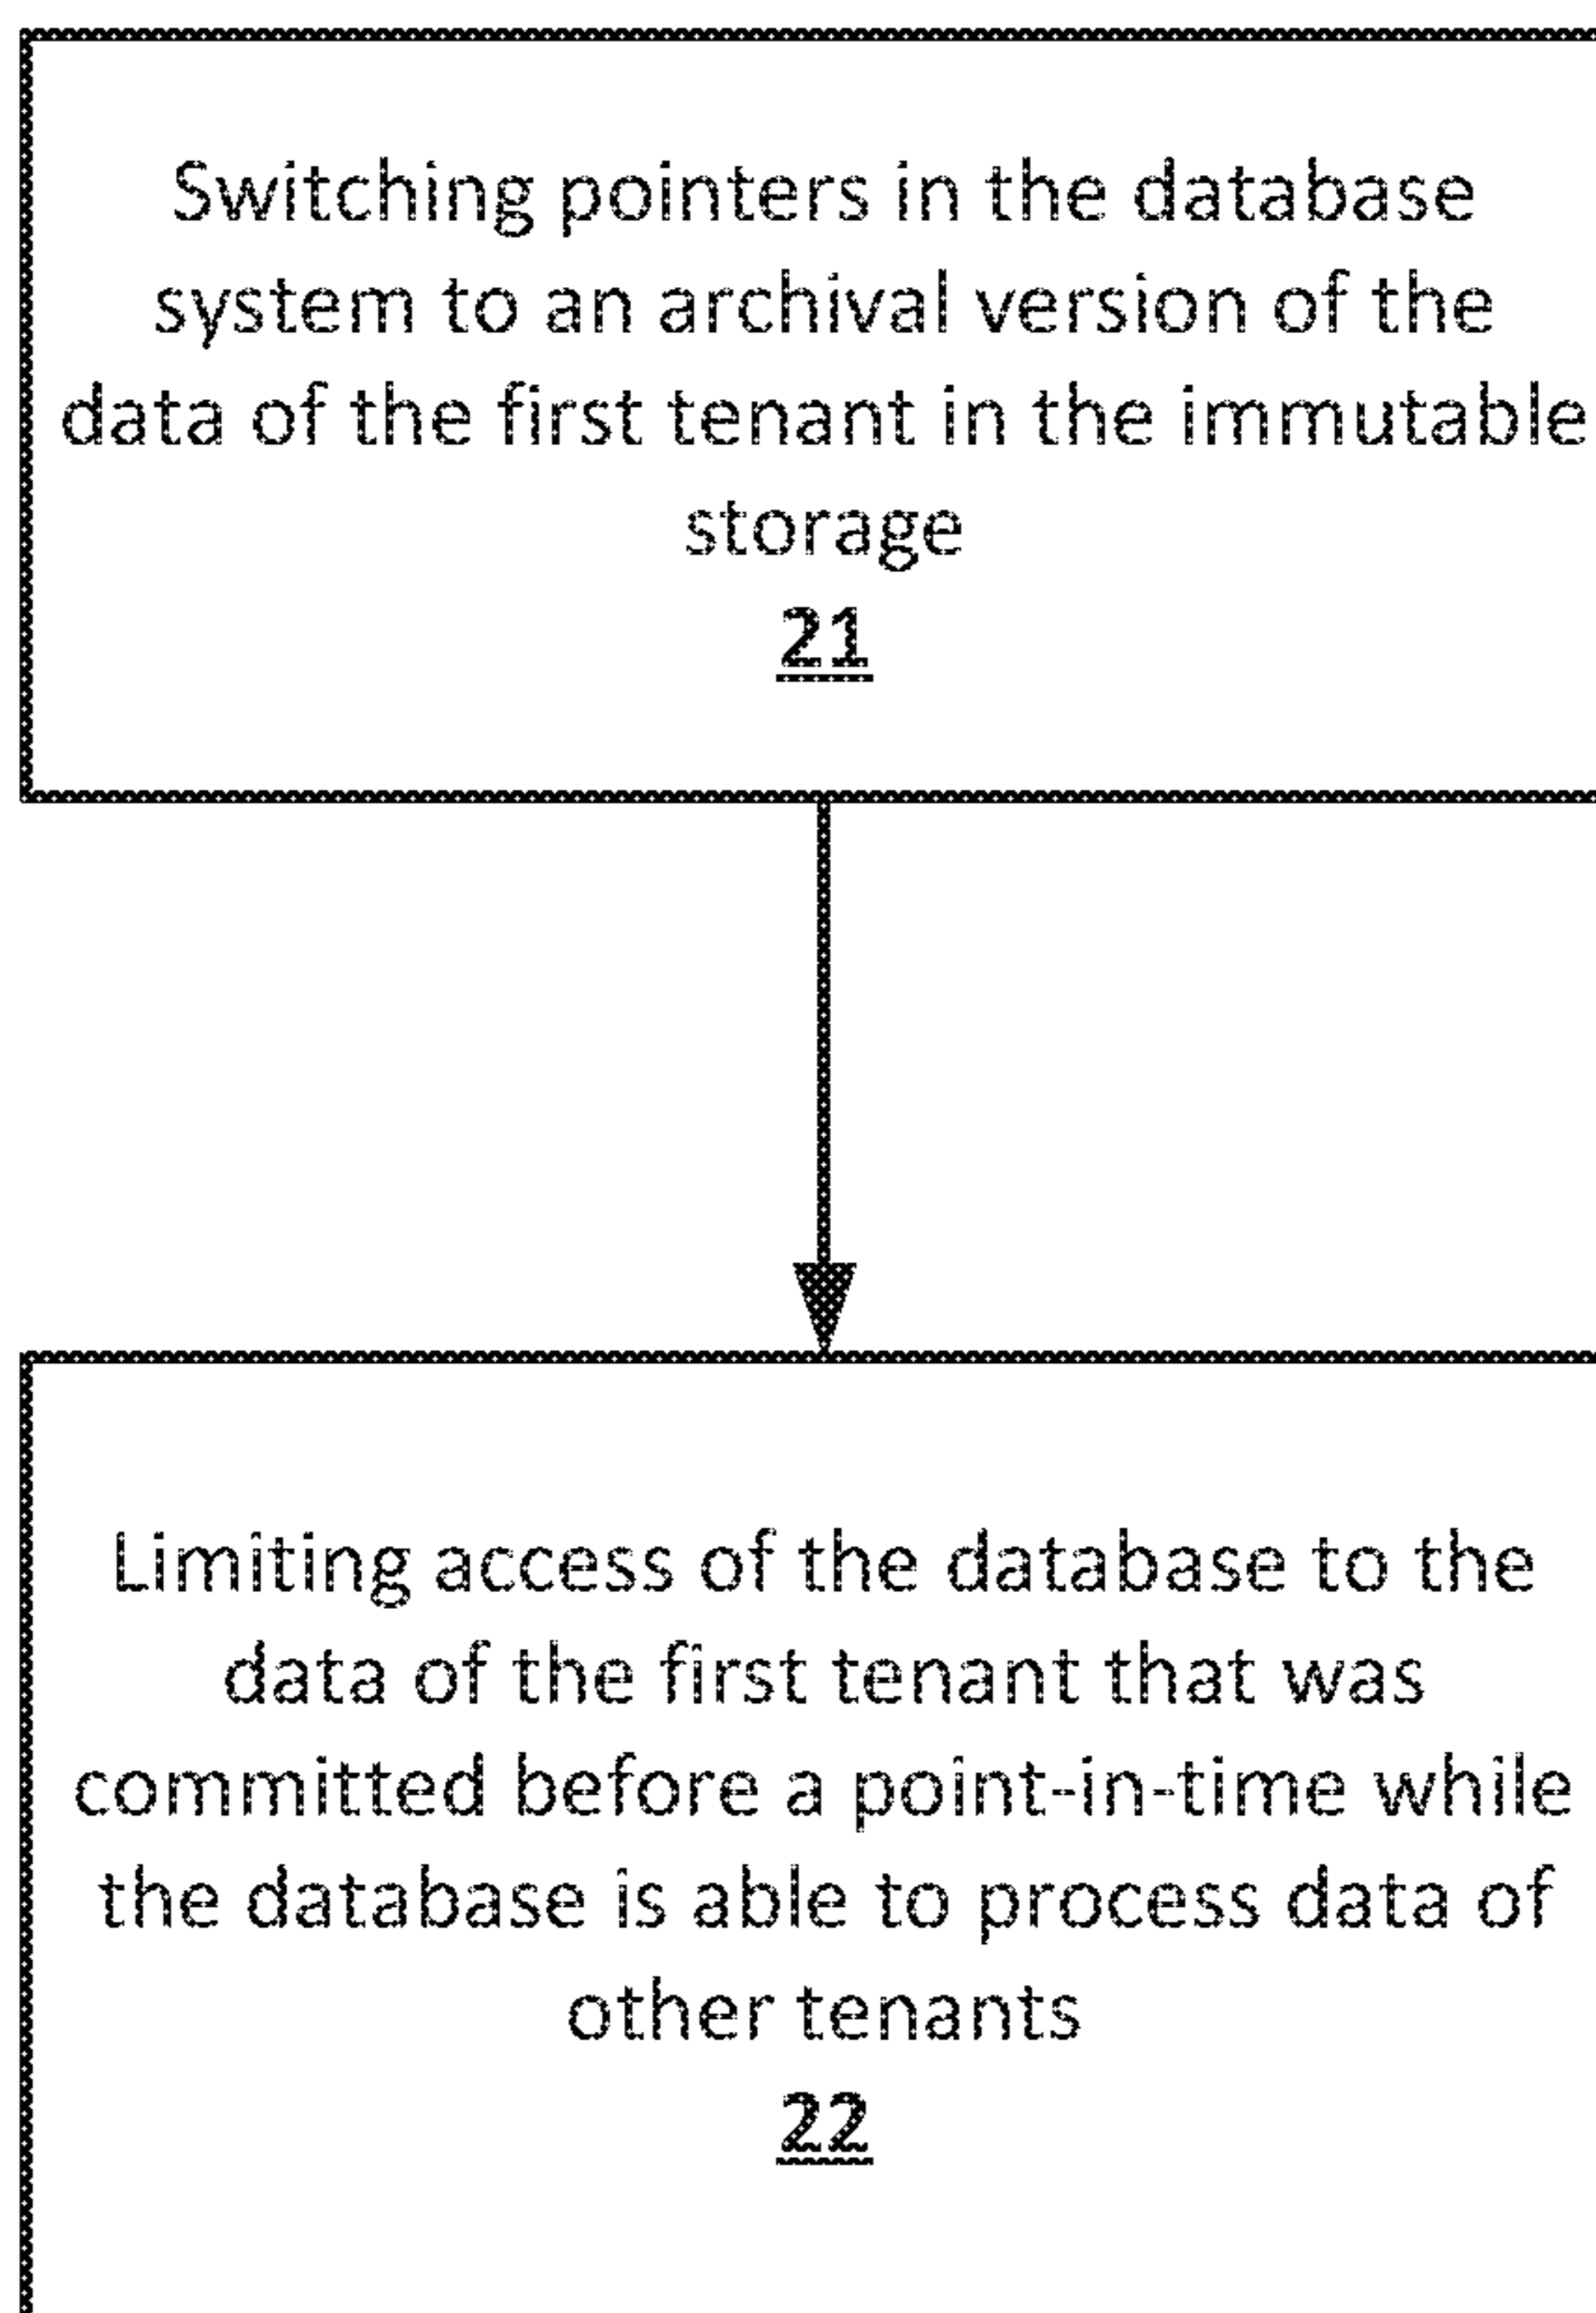 Switching pointers in the database
system to an archival version of the
data of the first tenant in the immutable
storage
21
Limiting access of the database to the
data of the first tenant that was
committed before a point-in-time while
the database is able to process data of
other tenants
22